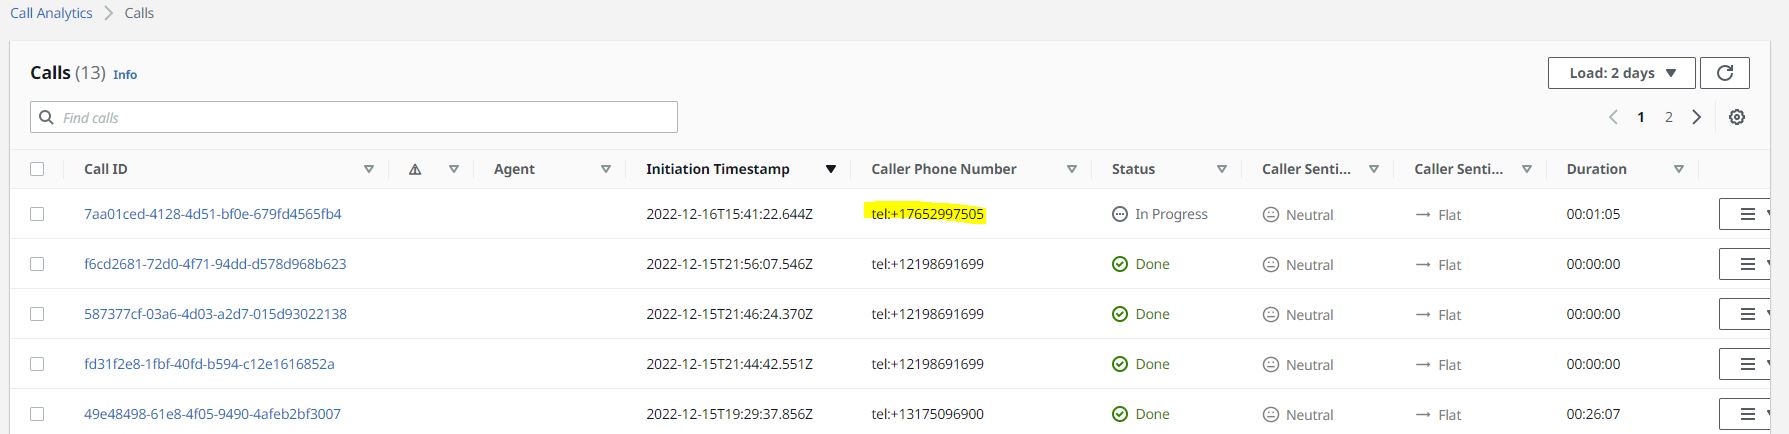 Call Analytics > Calls
Calls (13) Info
Load: 2 days
Find calls
1 2
Call ID Agent Initiation Timestamp Caller Phone Number Status Caller Senti... Caller Senti... Duration
7aa01ced-4128-4d51-bf0e-679fd4565fb4 2022-12-16T15:41:22.644Z tel:+17652997505 In Progress Neutral Flat 00:01:05
f6cd2681-72d0-4f71-94dd-d578d968b623 2022-12-15T21:56:07.546Z tel:+12198691699 Done Neutral Flat 00:00:00
587377cf-03a6-4d03-a2d7-015d93022138 2022-12-15T21:46:24.370Z tel:+12198691699 Done Neutral Flat 00:00:00
fd31f2e8-1fbf-40fd-b594-c12e1616852a 2022-12-15T21:44:42.551Z tel:+12198691699 Done Neutral Flat 00:00:00
49e48498-61e8-4f05-9490-4afeb2bf3007 2022-12-15T19:29:37.856Z tel:+13175096900 Done Neutral Flat 00:26:07